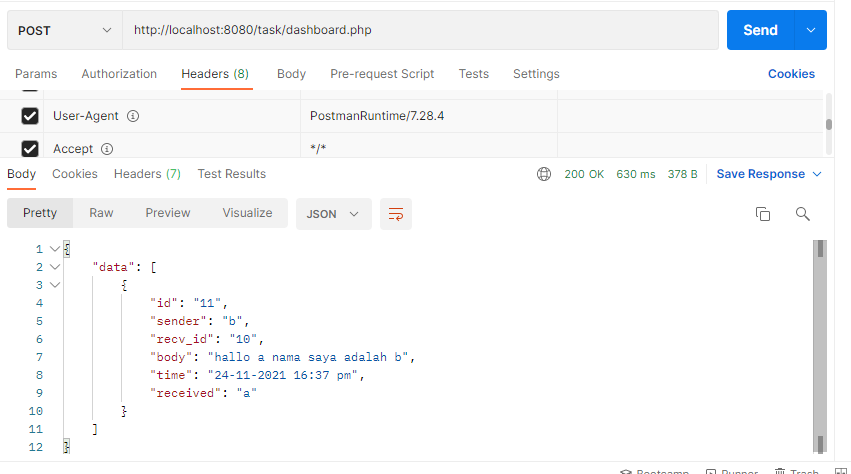 POST http://localhost:8080/task/dashboard.php Send
Params Authorization Headers (8) Body Pre-request Script Tests Settings Cookies
User-Agent PostmanRuntime/7.28.4
Accept */*
Body Cookies Headers (7) Test Results 200 OK 630 ms 378 B Save Response
Pretty Raw Preview Visualize JSON
1 {
2 "data": [
3 {
4 "id": "11",
5 "sender": "b",
6 "recv_id": "10",
7 "body": "hallo a nama saya adalah b",
8 "time": "24-11-2021 16:37 pm",
9 "received": "a"
10 }
11 ]
12 }
Bootcamp Runner Trash